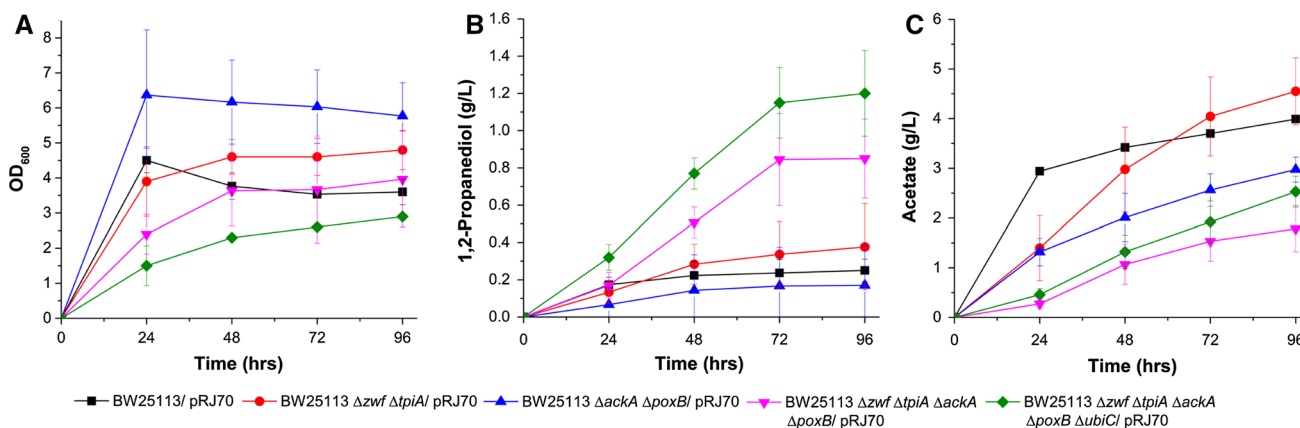 A
OD600
8
7
6
5
4
3
2
1
0
0 24 48 72 96
Time (hrs)
B
1,2-Propanediol (g/L)
1.6
1.4
1.2
1.0
0.8
0.6
0.4
0.2
0.0
0 24 48 72 96
Time (hrs)
C
Acetate (g/L)
6
5
4
3
2
1
0
0 24 48 72 96
Time (hrs)
BW25113/ pRJ70
BW25113 Δzwf ΔtpiA/ pRJ70
BW25113 ΔackA ΔpoxB/ pRJ70
BW25113 Δzwf ΔtpiA ΔackA
ΔpoxB/ pRJ70
BW25113 Δzwf ΔtpiA ΔackA
ΔpoxB ΔubiC/ pRJ70